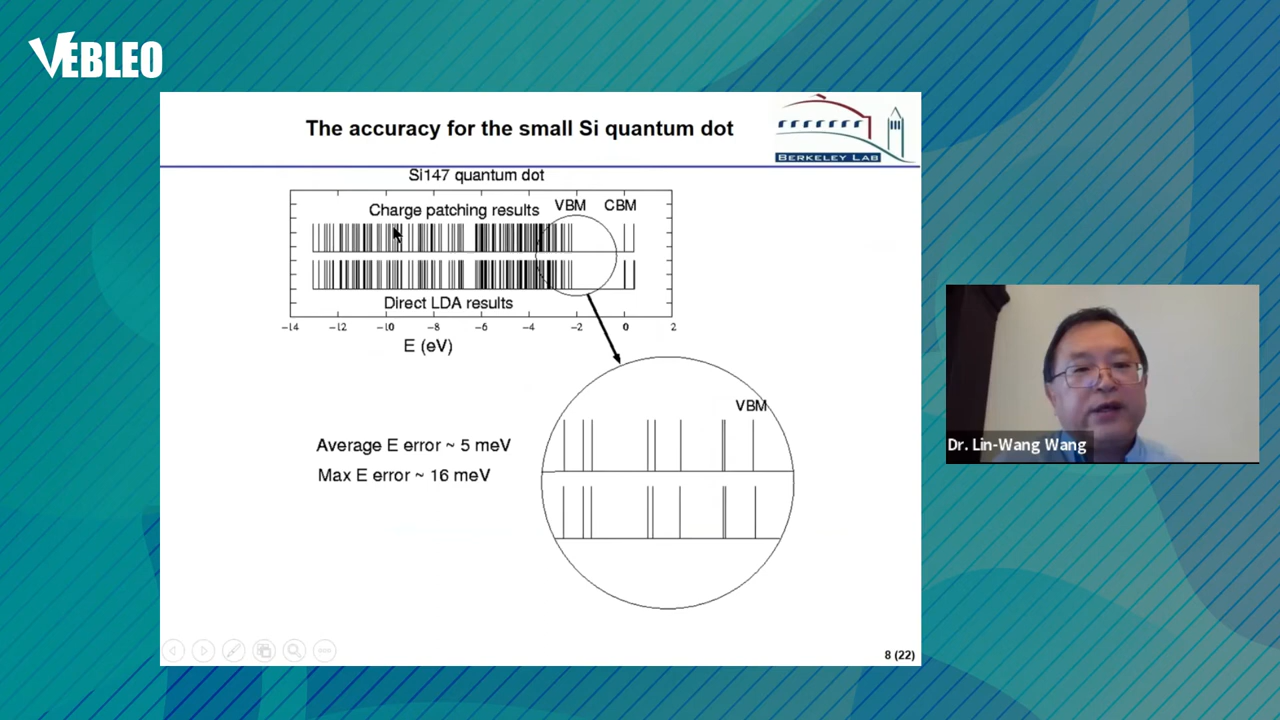 VEBLEO
The accuracy for the small Si quantum dot
BERKELEY LAB
Si147 quantum dot
Charge patching results
VBM
CBM
Direct LDA results
−14 −12 −10 −8 −6 −4 −2 0 2
E (eV)
VBM
Average E error ~ 5 meV
Max E error ~ 16 meV
8 (22)
Dr. Lin-Wang Wang